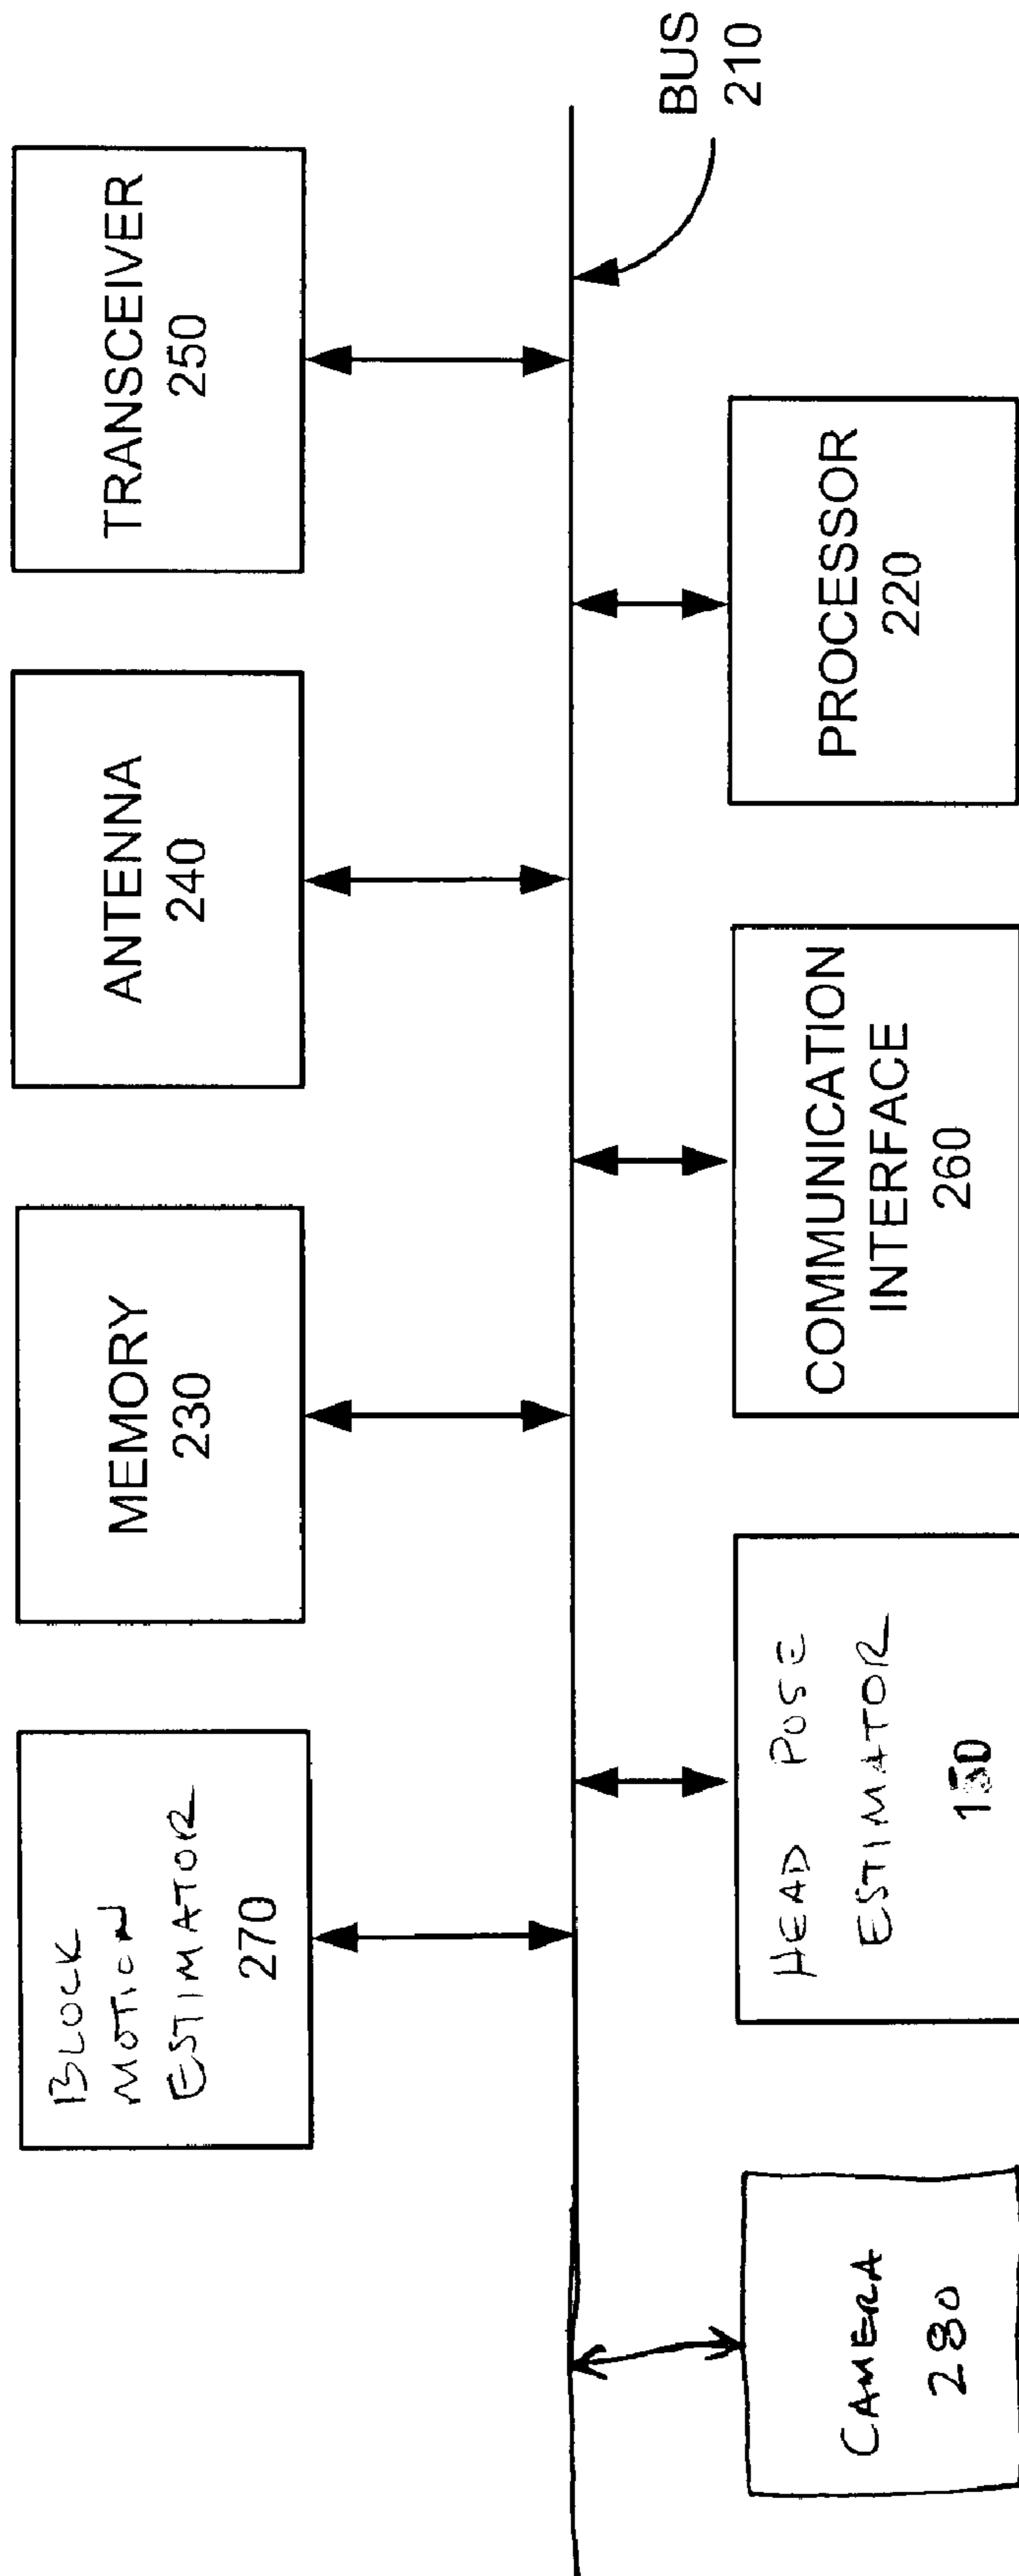 BLOCK
MOTION
ESTIMATOR
270
MEMORY
230
ANTENNA
240
TRANSCEIVER
250
BUS
210
CAMERA
280
HEAD POSE
ESTIMATOR
COMMUNICATION
INTERFACE
260
PROCESSOR
220